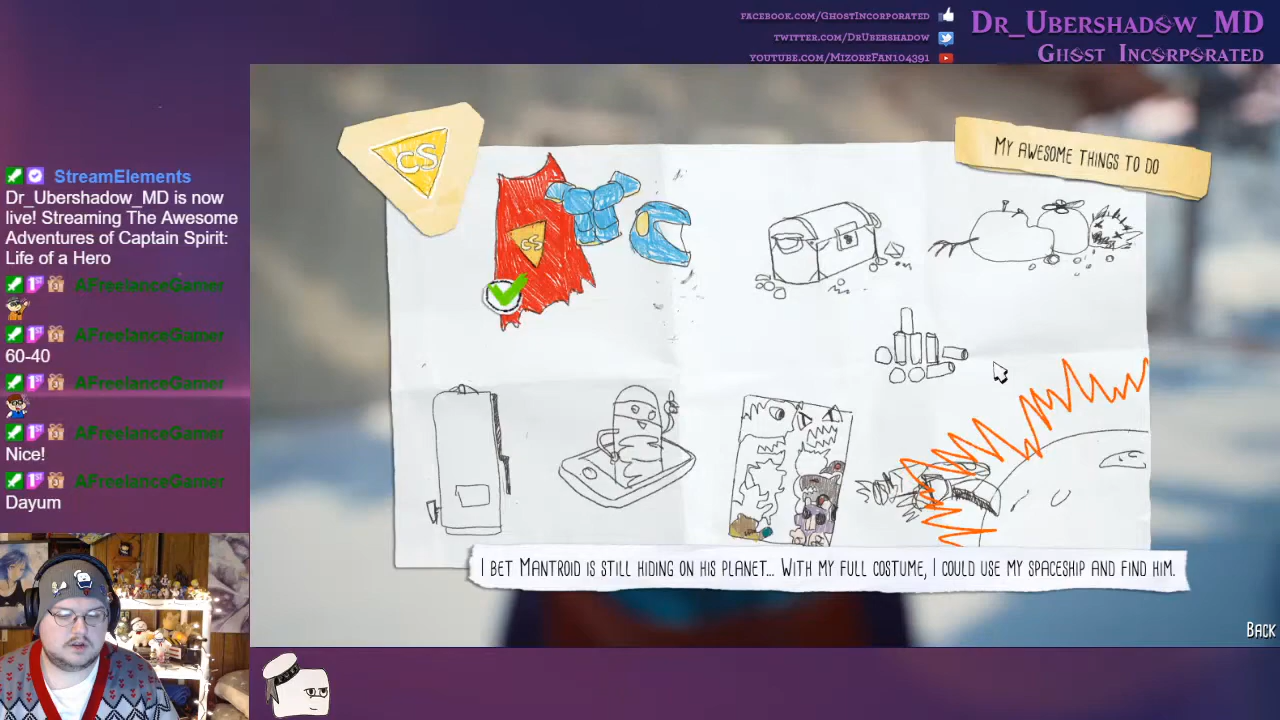 FACEBOOK.COM/GHOSTINCORPORATED
TWITTER.COM/DRUBERSHADOW
YOUTUBE.COM/MIZOREFAN104391
DR_UBERSHADOW_MD
GHOST INCORPORATED
CS
MY AWESOME THINGS TO DO
CS
StreamElements
Dr_Ubershadow_MD is now
live! Streaming The Awesome
Adventures of Captain Spirit:
Life of a Hero
AFreelanceGamer
AFreelanceGamer
60-40
AFreelanceGamer
AFreelanceGamer
Nice!
AFreelanceGamer
Dayum
I BET MANTROID IS STILL HIDING ON HIS PLANET... WITH MY FULL COSTUME, I COULD USE MY SPACESHIP AND FIND HIM.
BACK